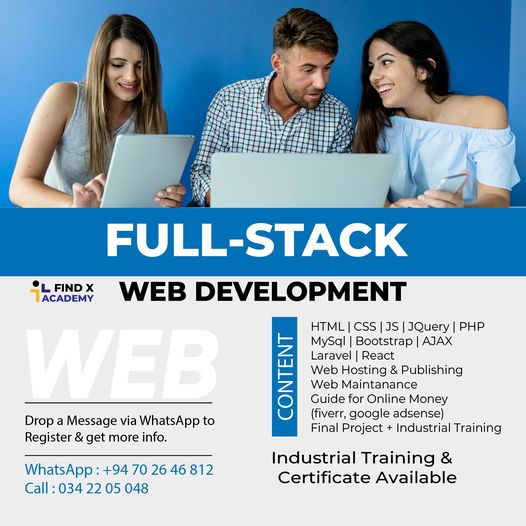 FULL-STACK
FIND X
ACADEMY
WEB DEVELOPMENT
WEB
CONTENT
HTML | CSS | JS | JQuery | PHP
MySql | Bootstrap | AJAX
Laravel | React
Web Hosting & Publishing
Web Maintanance
Guide for Online Money
(fiverr, google adsense)
Final Project + Industrial Training
Drop a Message via WhatsApp to
Register & get more info.
WhatsApp : +94 70 26 46 812
Call : 034 22 05 048
Industrial Training &
Certificate Available